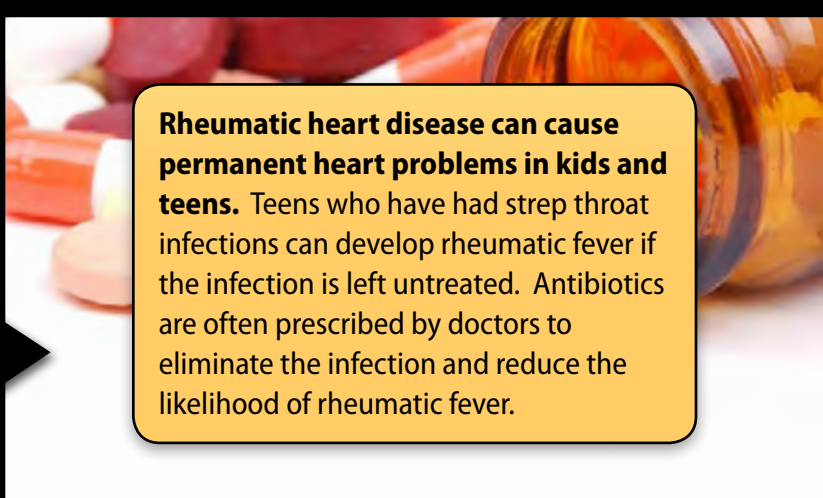 Rheumatic heart disease can cause
permanent heart problems in kids and
teens. Teens who have had strep throat
infections can develop rheumatic fever if
the infection is left untreated. Antibiotics
are often prescribed by doctors to
eliminate the infection and reduce the
likelihood of rheumatic fever.